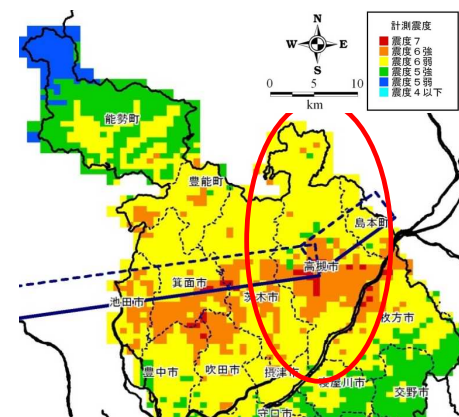 N
W E
S
0 5 10
km
計測震度
震度７
震度６強
震度６弱
震度５強
震度５弱
震度４以下
能勢町
豊能町
島本町
高槻市
箕面市
池田市
茨木市
枚方市
豊中市
吹田市
摂津市
寝屋川市
交野市
守口市